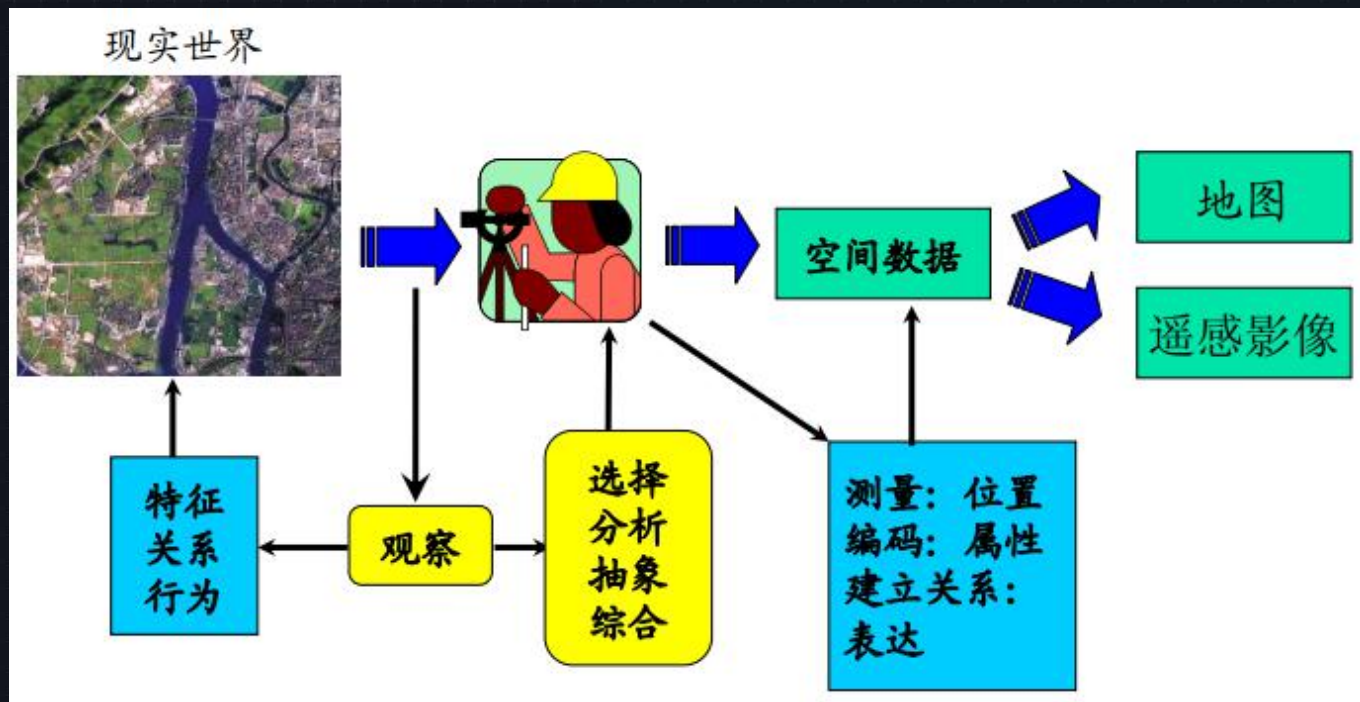 现实世界
地图
空间数据
遥感影像
特征
关系
行为
观察
选择
分析
抽象
综合
测量：位置
编码：属性
建立关系：
表达